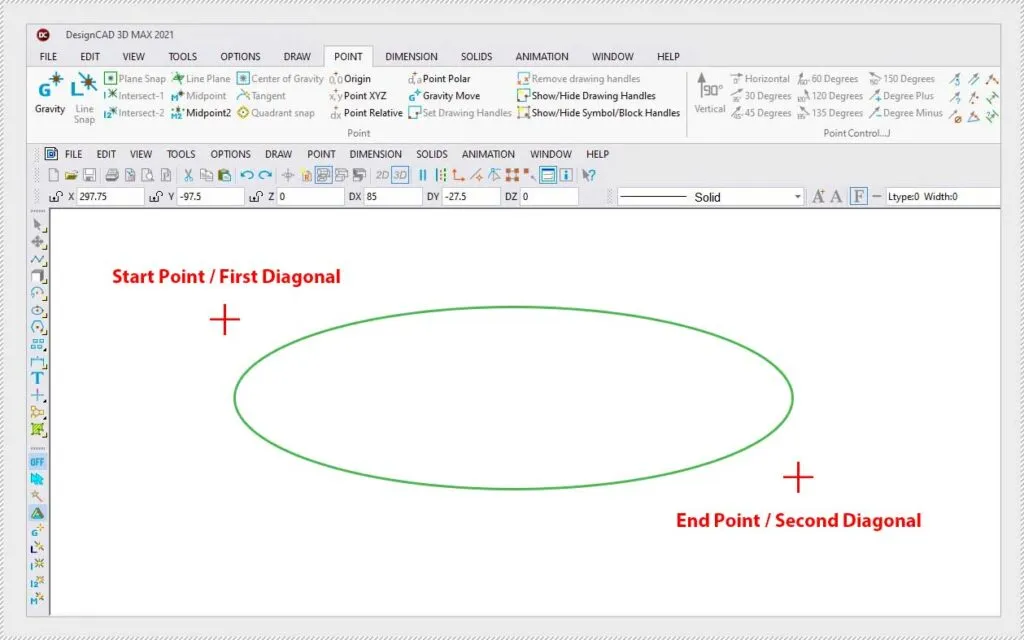 DC DesignCAD 3D MAX 2021
FILE EDIT VIEW TOOLS OPTIONS DRAW POINT DIMENSION SOLIDS ANIMATION WINDOW HELP
Gravity
Line Snap
Plane Snap Line Plane Center of Gravity Origin Point Polar Remove drawing handles
Intersect-1 Midpoint Tangent Point XYZ Gravity Move Show/Hide Drawing Handles
Intersect-2 Midpoint2 Quadrant snap Point Relative Set Drawing Handles Show/Hide Symbol/Block Handles
Point
90°
Vertical
Horizontal 60 Degrees 150 Degrees
30 Degrees 120 Degrees Degree Plus
45 Degrees 135 Degrees Degree Minus
Point Control...J
FILE EDIT VIEW TOOLS OPTIONS DRAW POINT DIMENSION SOLIDS ANIMATION WINDOW HELP
2D 3D
X 297.75 Y -97.5 Z 0 DX 85 DY -27.5 DZ 0 Solid A A F Ltype:0 Width:0
Start Point / First Diagonal
End Point / Second Diagonal
T
OFF